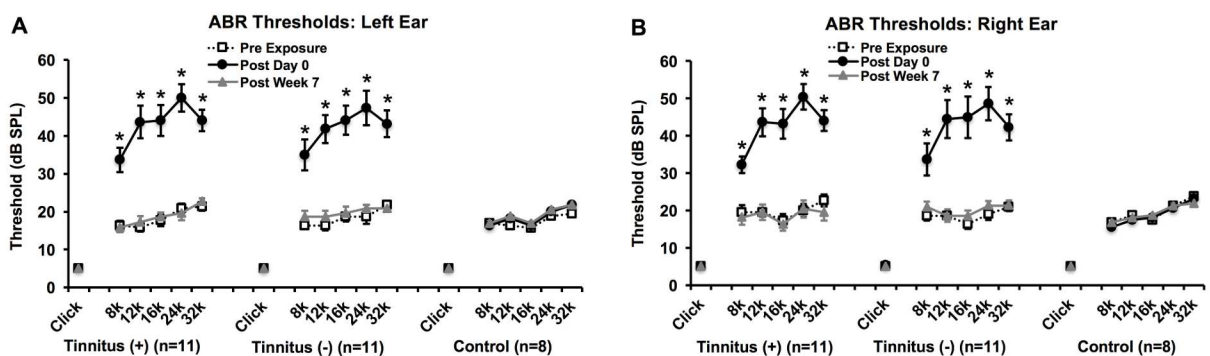 A
ABR Thresholds: Left Ear
Pre Exposure
Post Day 0
Post Week 7
Threshold (dB SPL)
60
50
40
30
20
10
0
* * * * *
* * * * *
Click 8k 12k 16k 24k 32k
Click 8k 12k 16k 24k 32k
Click 8k 12k 16k 24k 32k
Tinnitus (+) (n=11) Tinnitus (-) (n=11) Control (n=8)
B
ABR Thresholds: Right Ear
Pre Exposure
Post Day 0
Post Week 7
Threshold (dB SPL)
60
50
40
30
20
10
0
* * * * *
* * * * *
Click 8k 12k 16k 24k 32k
Click 8k 12k 16k 24k 32k
Click 8k 12k 16k 24k 32k
Tinnitus (+) (n=11) Tinnitus (-) (n=11) Control (n=8)